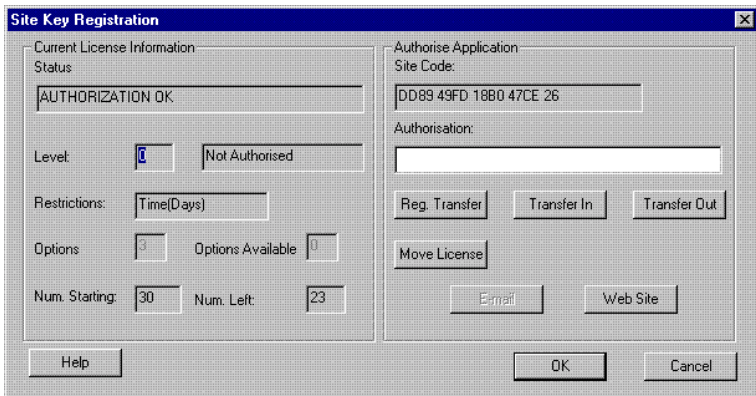 Site Key Registration
Current License Information
Status
AUTHORIZATION OK
Level: 0 Not Authorised
Restrictions: Time(Days)
Options 3 Options Available 0
Num. Starting: 30 Num. Left: 23
Help
Authorise Application
Site Code:
DD89 49FD 18B0 47CE 26
Authorisation:
Reg. Transfer Transfer In Transfer Out
Move License
E-mail Web Site
OK Cancel